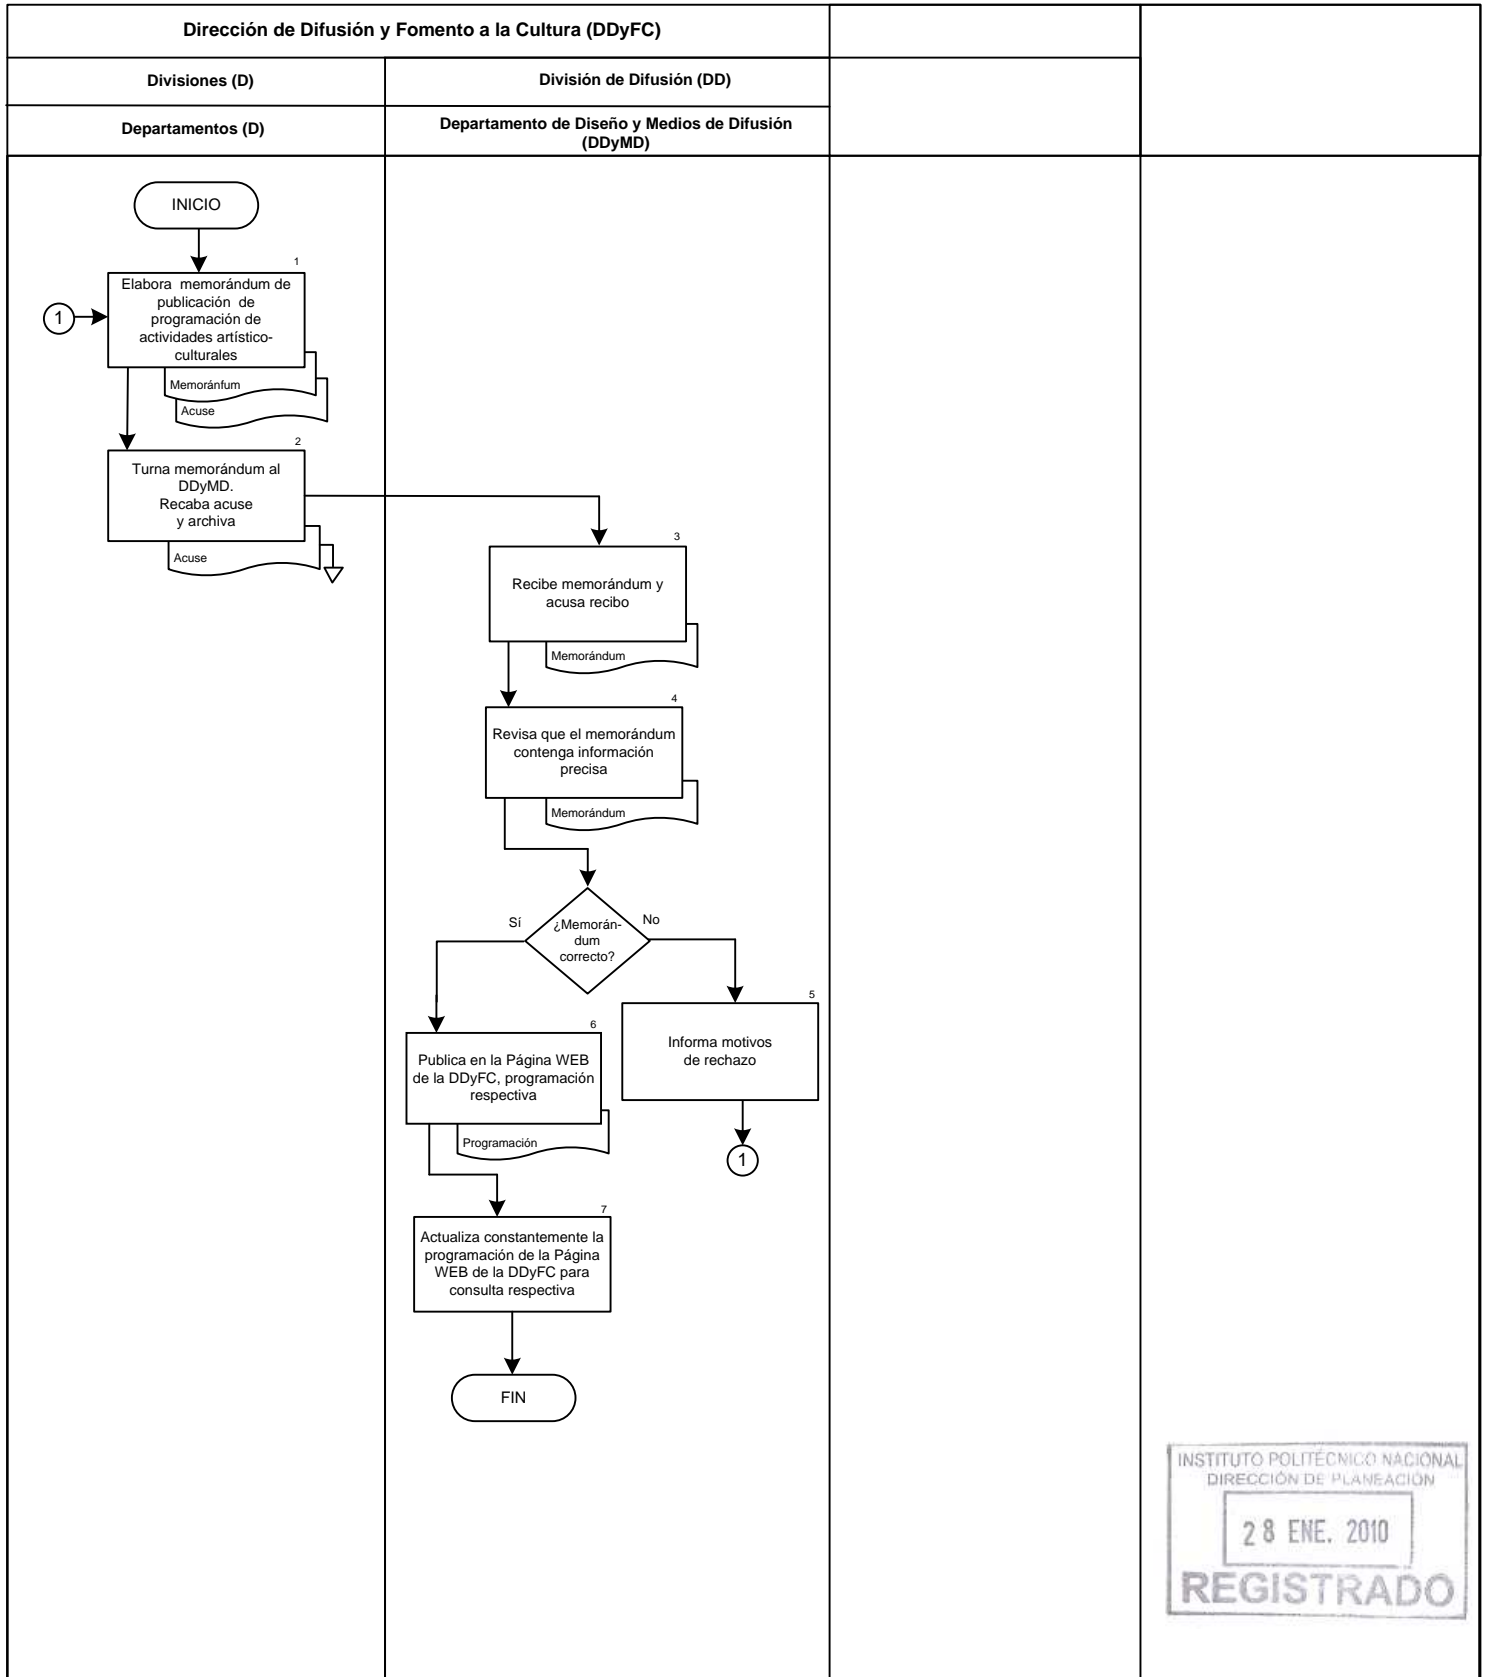 Dirección de Difusión y Fomento a la Cultura (DDyFC)
Divisiones (D)
División de Difusión (DD)
Departamentos (D)
Departamento de Diseño y Medios de Difusión
(DDyMD)
INICIO
1
Elabora memorándum de
publicación de
programación de
actividades artístico-
culturales
1
Memoránfum
Acuse
2
Turna memorándum al
DDyMD.
Recaba acuse
y archiva
Acuse
3
Recibe memorándum y
acusa recibo
Memorándum
4
Revisa que el memorándum
contenga información
precisa
Memorándum
Sí
¿Memorán-
dum
correcto?
No
5
Informa motivos
de rechazo
1
6
Publica en la Página WEB
de la DDyFC, programación
respectiva
Programación
7
Actualiza constantemente la
programación de la Página
WEB de la DDyFC para
consulta respectiva
FIN
INSTITUTO POLITÉCNICO NACIONAL
DIRECCIÓN DE PLANEACIÓN
28 ENE. 2010
REGISTRADO